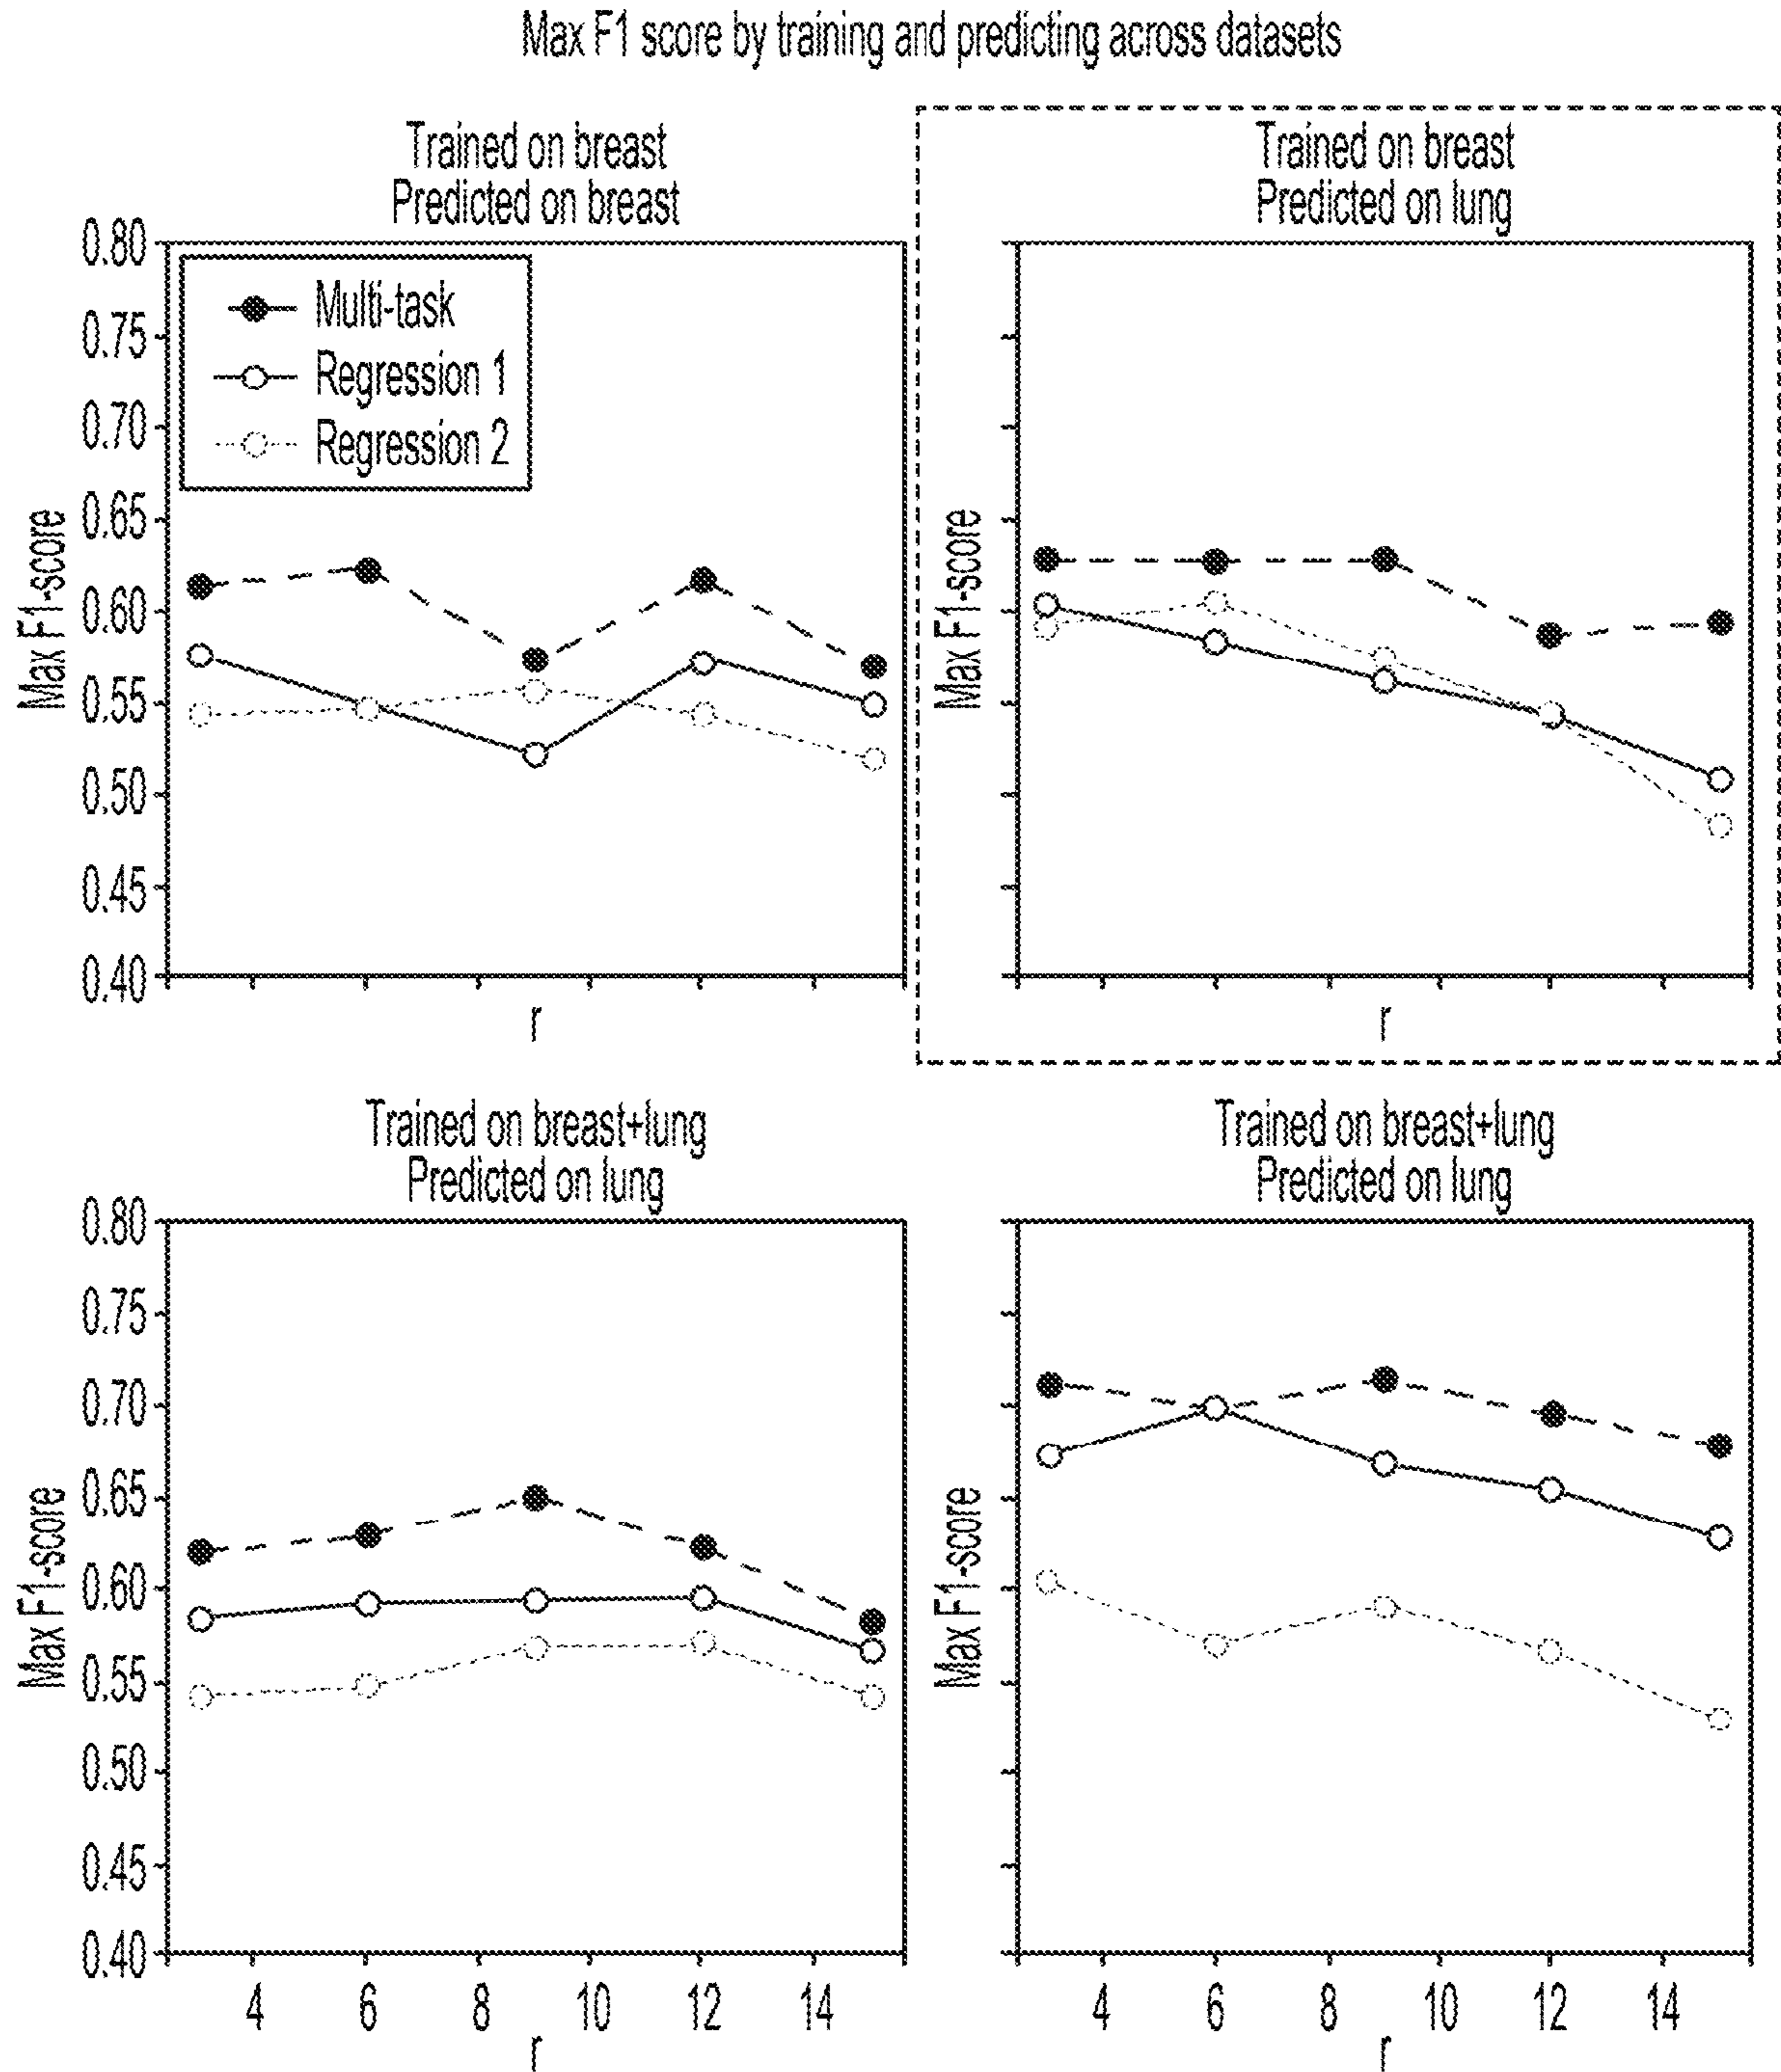 Max F1 score by training and predicting across datasets
Trained on breast
Predicted on breast
0.80
0.75
0.70
0.65
0.60
0.55
0.50
0.45
0.40
Max F1-score
Multi-task
Regression 1
Regression 2
r
Trained on breast
Predicted on lung
Max F1-score
r
Trained on breast+lung
Predicted on lung
0.80
0.75
0.70
0.65
0.60
0.55
0.50
0.45
0.40
Max F1-score
4 6 8 10 12 14
r
Trained on breast+lung
Predicted on lung
Max F1-score
4 6 8 10 12 14
r